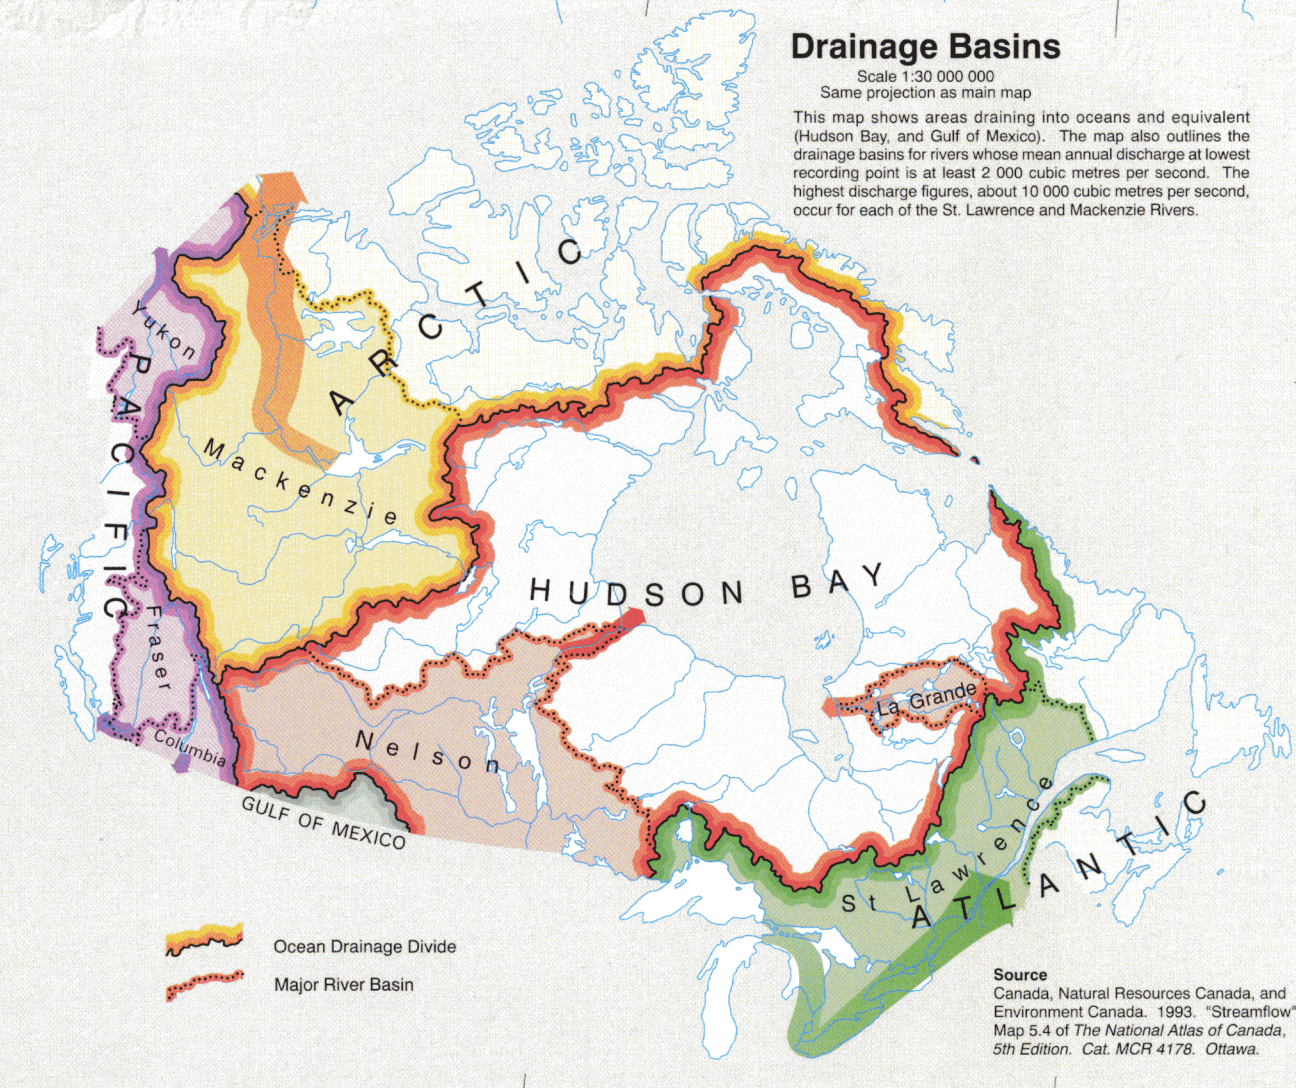 Drainage Basins
Scale 1:30 000 000
Same projection as main map
This map shows areas draining into oceans and equivalent
(Hudson Bay, and Gulf of Mexico). The map also outlines the
drainage basins for rivers whose mean annual discharge at lowest
recording point is at least 2 000 cubic metres per second. The
highest discharge figures, about 10 000 cubic metres per second,
occur for each of the St. Lawrence and Mackenzie Rivers.
ARCTIC
Yukon
PACIFIC
Mackenzie
HUDSON BAY
Fraser
La Grande
Columbia
Nelson
GULF OF MEXICO
St Lawrence
ATLANTIC
Ocean Drainage Divide
Major River Basin
Source
Canada, Natural Resources Canada, and
Environment Canada. 1993. "Streamflow"
Map 5.4 of The National Atlas of Canada,
5th Edition. Cat. MCR 4178. Ottawa.